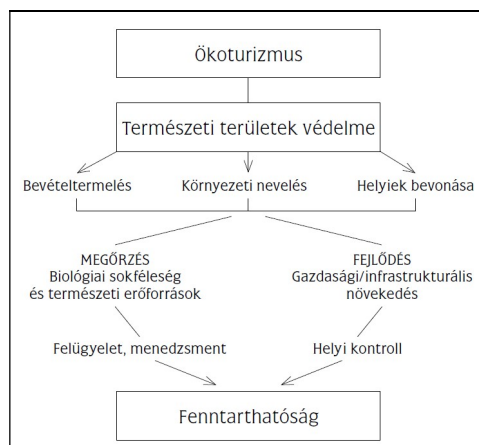 Ökoturizmus
Természeti területek védelme
Bevételtermelés
Környezeti nevelés
Helyiek bevonása
MEGŐRZÉS
Biológiai sokféleség
és természeti erőforrások
FEJLŐDÉS
Gazdasági/infrastrukturális
növekedés
Felügyelet, menedzsment
Helyi kontroll
Fenntarthatóság